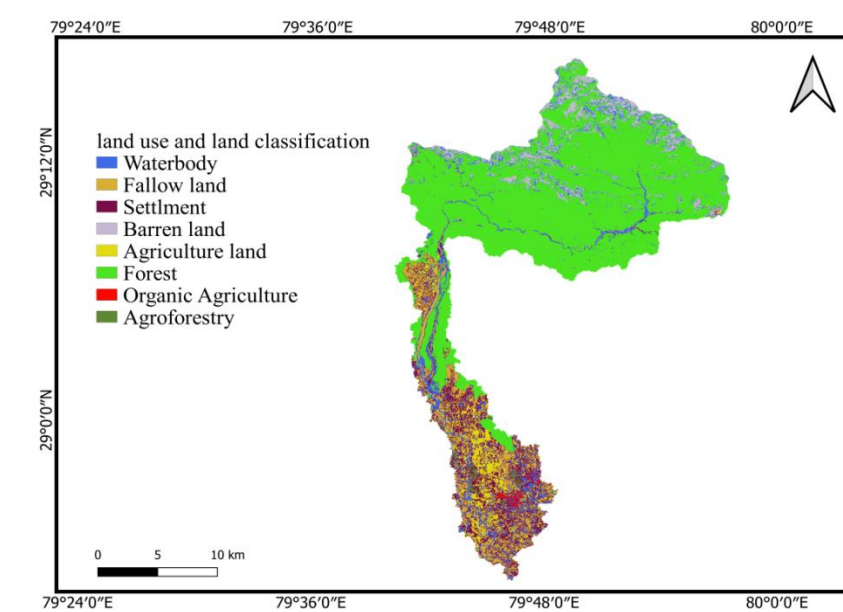 79°24′0″E 79°36′0″E 79°48′0″E 80°0′0″E
29°12′0″N
land use and land classification
Waterbody
Fallow land
Settlment
Barren land
Agriculture land
Forest
Organic Agriculture
Agroforestry
29°0′0″N
0 5 10 km
79°24′0″E 79°36′0″E 79°48′0″E 80°0′0″E